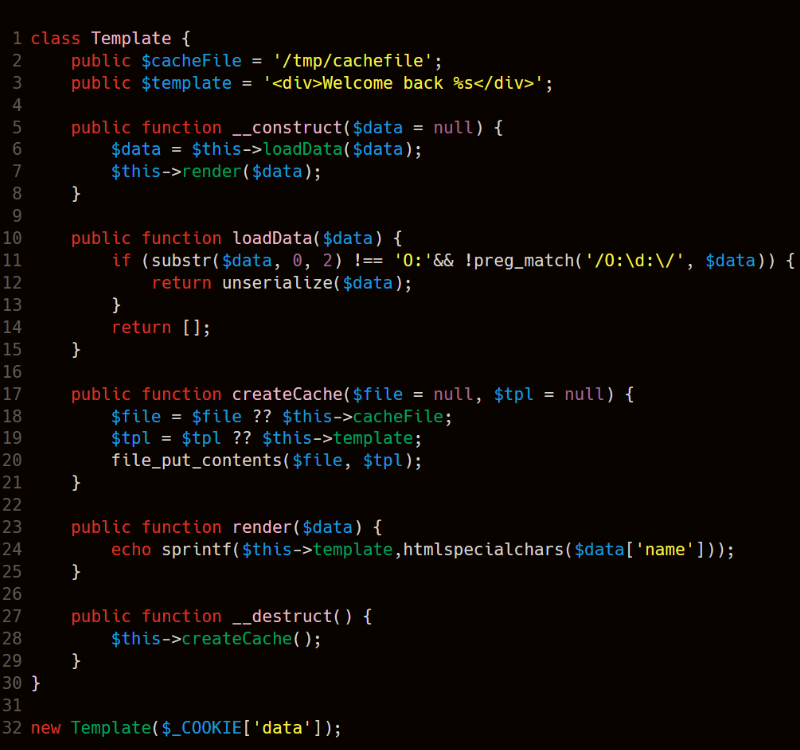 1 class Template {
2     public $cacheFile = '/tmp/cachefile';
3     public $template = '<div>Welcome back %s</div>';
4
5     public function __construct($data = null) {
6         $data = $this->loadData($data);
7         $this->render($data);
8     }
9
10     public function loadData($data) {
11         if (substr($data, 0, 2) !== 'O:'&& !preg_match('/O:\d:\/', $data)) {
12             return unserialize($data);
13         }
14         return [];
15     }
16
17     public function createCache($file = null, $tpl = null) {
18         $file = $file ?? $this->cacheFile;
19         $tpl = $tpl ?? $this->template;
20         file_put_contents($file, $tpl);
21     }
22
23     public function render($data) {
24         echo sprintf($this->template,htmlspecialchars($data['name']));
25     }
26
27     public function __destruct() {
28         $this->createCache();
29     }
30 }
31
32 new Template($_COOKIE['data']);